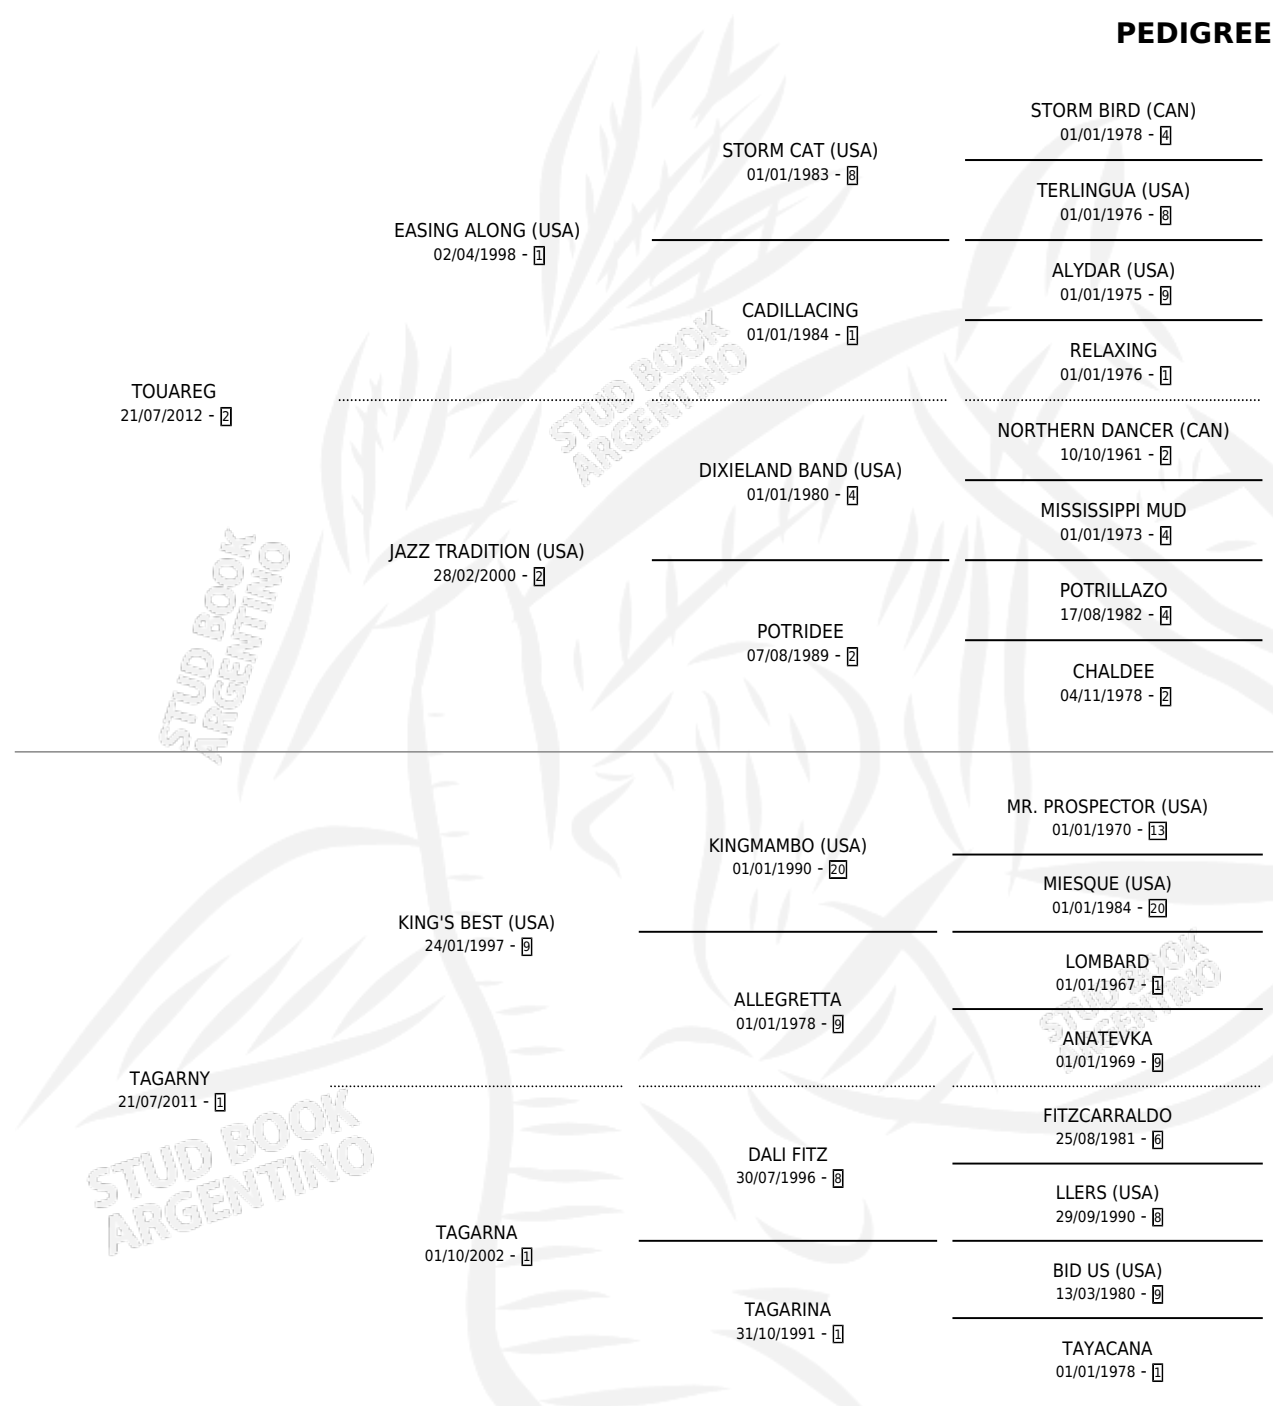 PEDIGREE
STORM BIRD (CAN)
01/01/1978 - 4
STORM CAT (USA)
01/01/1983 - 8
TERLINGUA (USA)
01/01/1976 - 8
EASING ALONG (USA)
02/04/1998 - 1
ALYDAR (USA)
01/01/1975 - 9
CADILLACING
01/01/1984 - 1
RELAXING
01/01/1976 - 1
TOUAREG
21/07/2012 - 2
NORTHERN DANCER (CAN)
10/10/1961 - 2
DIXIELAND BAND (USA)
01/01/1980 - 4
MISSISSIPPI MUD
01/01/1973 - 4
JAZZ TRADITION (USA)
28/02/2000 - 2
POTRILLAZO
17/08/1982 - 4
POTRIDEE
07/08/1989 - 2
CHALDEE
04/11/1978 - 2
MR. PROSPECTOR (USA)
01/01/1970 - 13
KINGMAMBO (USA)
01/01/1990 - 20
MIESQUE (USA)
01/01/1984 - 20
KING'S BEST (USA)
24/01/1997 - 9
LOMBARD
01/01/1967 - 1
ALLEGRETTA
01/01/1978 - 9
ANATEVKA
01/01/1969 - 9
TAGARNY
21/07/2011 - 1
FITZCARRALDO
25/08/1981 - 6
DALI FITZ
30/07/1996 - 8
LLERS (USA)
29/09/1990 - 8
TAGARNA
01/10/2002 - 1
BID US (USA)
13/03/1980 - 9
TAGARINA
31/10/1991 - 1
TAYACANA
01/01/1978 - 1
STUD BOOK
ARGENTINO
STUD BOOK
ARGENTINO
STUD BOOK
ARGENTINO
STUD BOOK
ARGENTINO